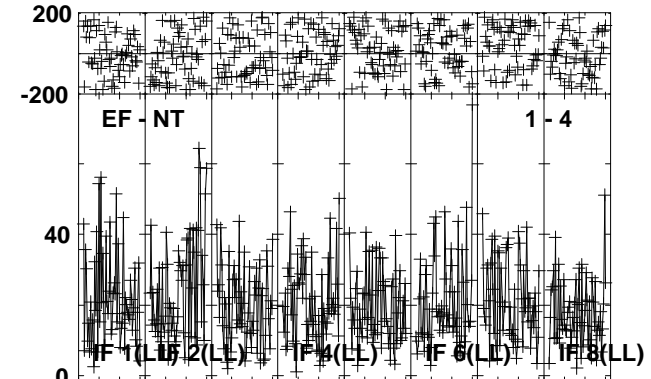 200
-200
EF - NT 1 - 4
40
IF 1(LL) IF 2(LL) IF 4(LL) IF 6(LL) IF 8(LL)
0